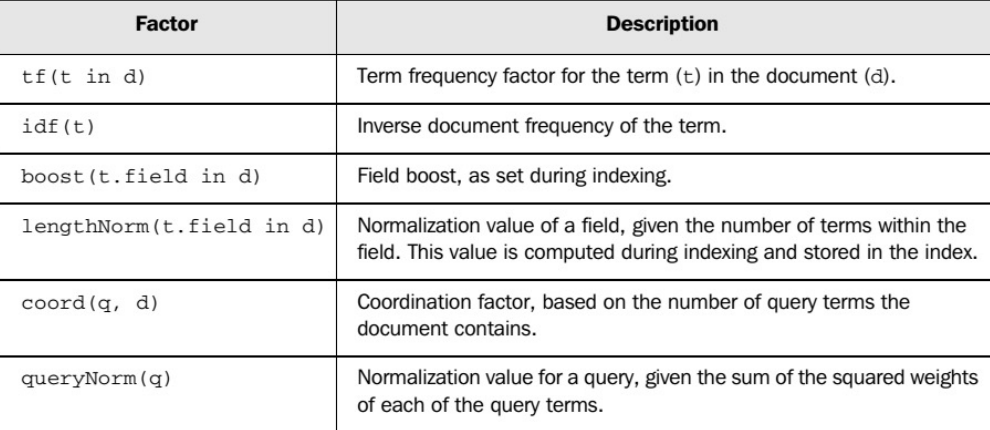 Factor Description
tf(t in d) Term frequency factor for the term (t) in the document (d).
idf(t) Inverse document frequency of the term.
boost(t.field in d) Field boost, as set during indexing.
lengthNorm(t.field in d) Normalization value of a field, given the number of terms within the
field. This value is computed during indexing and stored in the index.
coord(q, d) Coordination factor, based on the number of query terms the
document contains.
queryNorm(q) Normalization value for a query, given the sum of the squared weights
of each of the query terms.